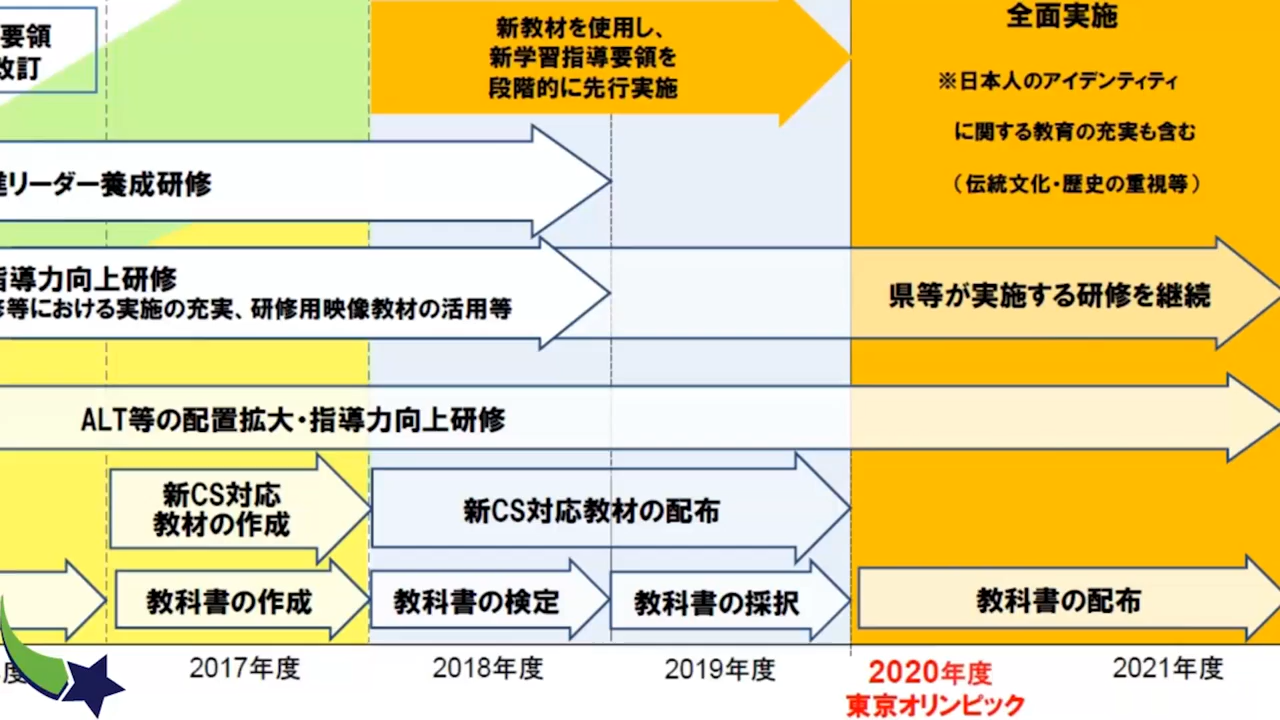 要領
改訂
新教材を使用し、
新学習指導要領を
段階的に先行実施
全面実施
※日本人のアイデンティティ
に関する教育の充実も含む
(伝統文化・歴史の重視等)
リーダー養成研修
指導力向上研修
等における実施の充実、研修用映像教材の活用等
県等が実施する研修を継続
ALT等の配置拡大・指導力向上研修
新CS対応
教材の作成
新CS対応教材の配布
教科書の作成
教科書の検定
教科書の採択
教科書の配布
度
2017年度
2018年度
2019年度
2020年度
東京オリンピック
2021年度